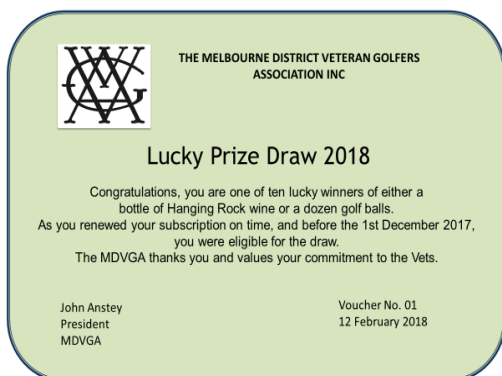 THE MELBOURNE DISTRICT VETERAN GOLFERS
ASSOCIATION INC
Lucky Prize Draw 2018
Congratulations, you are one of ten lucky winners of either a
bottle of Hanging Rock wine or a dozen golf balls.
As you renewed your subscription on time, and before the 1st December 2017,
you were eligible for the draw.
The MDVGA thanks you and values your commitment to the Vets.
John Anstey
President
MDVGA
Voucher No. 01
12 February 2018